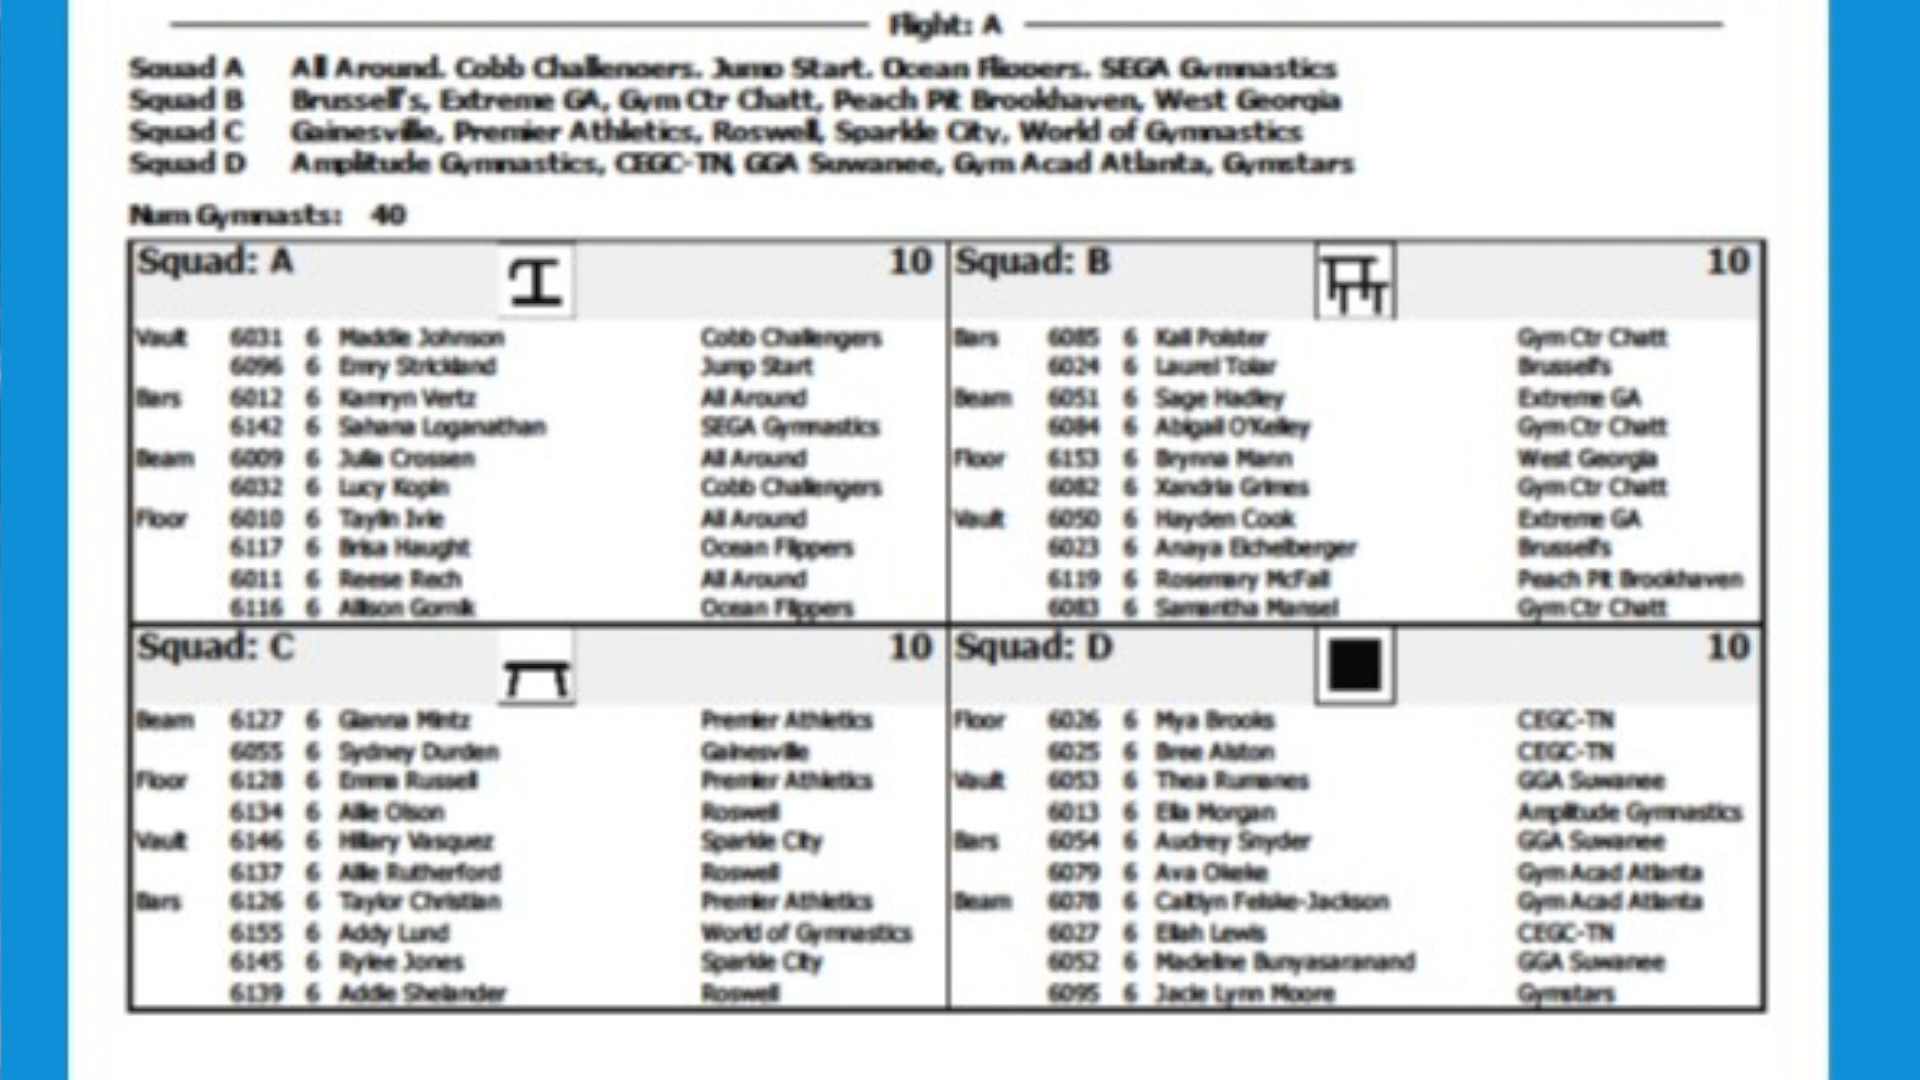 Flight: A
Squad A All Around, Cobb Challengers, Jump Start, Ocean Flippers, SEGA Gymnastics
Squad B Brussell's, Extreme GA, Gym Ctr Chatt, Peach Pit Brookhaven, West Georgia
Squad C Gainesville, Premier Athletics, Roswell, Sparkle City, World of Gymnastics
Squad D Amplitude Gymnastics, CEGC-TN, GGA Suwanee, Gym Acad Atlanta, Gymstars
Num Gymnasts: 40
Squad: A 10
Vault 6031 6 Maddie Johnson Cobb Challengers
6096 6 Emry Strickland Jump Start
Bars 6012 6 Kamryn Vertz All Around
6142 6 Sahana Loganathan SEGA Gymnastics
Beam 6009 6 Julia Crossen All Around
6032 6 Lucy Kopin Cobb Challengers
Floor 6010 6 Taylin Ivie All Around
6117 6 Brisa Haught Ocean Flippers
6011 6 Reese Rech All Around
6116 6 Allison Gornik Ocean Flippers
Squad: B 10
Bars 6085 6 Kali Polster Gym Ctr Chatt
6024 6 Laurel Tolar Brussell's
Beam 6051 6 Sage Hadley Extreme GA
6084 6 Abigail O'Kelley Gym Ctr Chatt
Floor 6153 6 Brynna Mann West Georgia
6082 6 Xandria Grimes Gym Ctr Chatt
Vault 6050 6 Hayden Cook Extreme GA
6023 6 Anaya Eichelberger Brussell's
6119 6 Rosemary McFall Peach Pit Brookhaven
6083 6 Samantha Mansel Gym Ctr Chatt
Squad: C 10
Beam 6127 6 Gianna Mintz Premier Athletics
6055 6 Sydney Durden Gainesville
Floor 6128 6 Emma Russell Premier Athletics
6134 6 Allie Olson Roswell
Vault 6146 6 Hillary Vasquez Sparkle City
6137 6 Allie Rutherford Roswell
Bars 6126 6 Taylor Christian Premier Athletics
6155 6 Addy Lund World of Gymnastics
6145 6 Rylee Jones Sparkle City
6139 6 Addie Shelander Roswell
Squad: D 10
Floor 6026 6 Mya Brooks CEGC-TN
6025 6 Bree Alston CEGC-TN
Vault 6053 6 Thea Rumanes GGA Suwanee
6013 6 Ella Morgan Amplitude Gymnastics
Bars 6054 6 Audrey Snyder GGA Suwanee
6079 6 Ava Okeke Gym Acad Atlanta
Beam 6078 6 Caitlyn Felske-Jackson Gym Acad Atlanta
6027 6 Eliah Lewis CEGC-TN
6052 6 Madeline Bunyasaranand GGA Suwanee
6095 6 Jacie Lynn Moore Gymstars